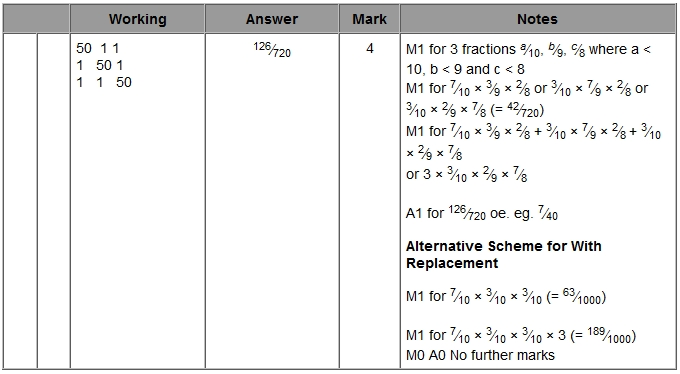 Working Answer Mark Notes
50 1 1
1 50 1
1 1 50
126/720
4
M1 for 3 fractions a/10, b/9, c/8 where a <
10, b < 9 and c < 8
M1 for 7/10 × 3/9 × 2/8 or 3/10 × 7/9 × 2/8 or
3/10 × 2/9 × 7/8 (= 42/720)
M1 for 7/10 × 3/9 × 2/8 + 3/10 × 7/9 × 2/8 + 3/10
× 2/9 × 7/8
or 3 × 3/10 × 2/9 × 7/8
A1 for 126/720 oe. eg. 7/40
Alternative Scheme for With
Replacement
M1 for 7/10 × 3/10 × 3/10 (= 63/1000)
M1 for 7/10 × 3/10 × 3/10 × 3 (= 189/1000)
M0 A0 No further marks